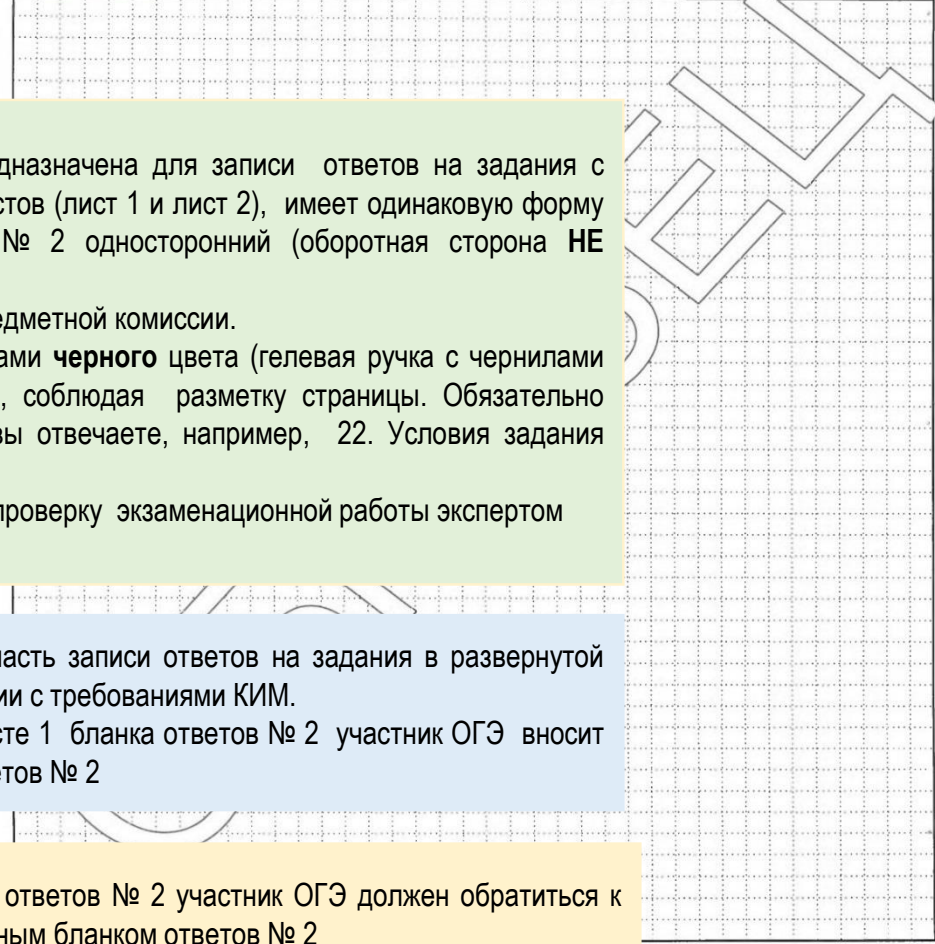 дназначена для записи ответов на задания с
стов (лист 1 и лист 2), имеет одинаковую форму
№ 2 односторонний (оборотная сторона НЕ
едметной комиссии.
ами черного цвета (гелевая ручка с чернилами
, соблюдая разметку страницы. Обязательно
вы отвечаете, например, 22. Условия задания
проверку экзаменационной работы экспертом
ласть записи ответов на задания в развернутой
ии с требованиями КИМ.
сте 1 бланка ответов № 2 участник ОГЭ вносит
етов № 2
ответов № 2 участник ОГЭ должен обратиться к
ным бланком ответов № 2